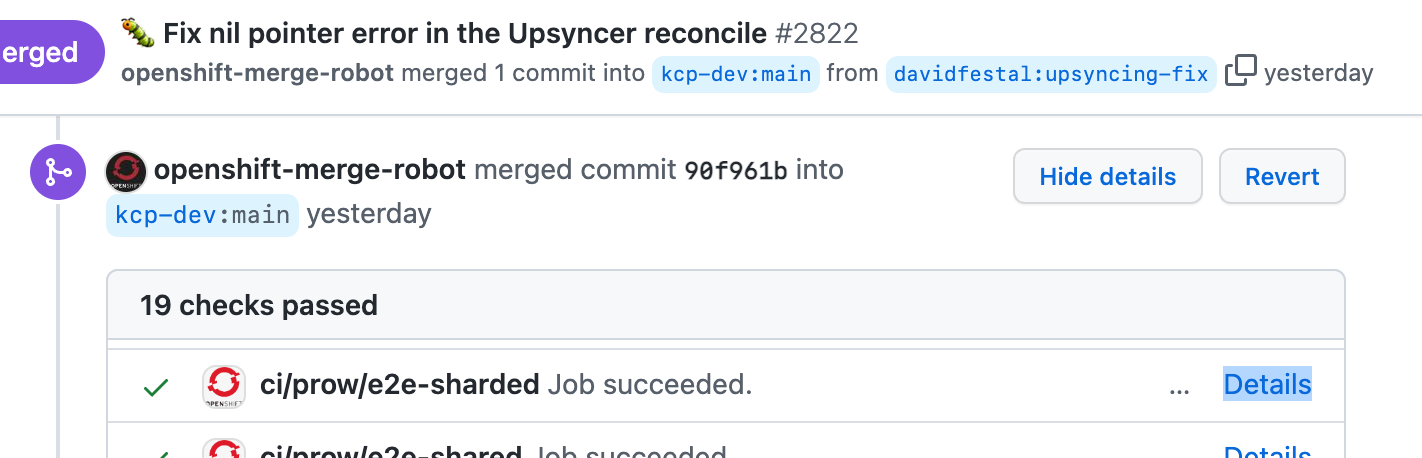 erged
🐛 Fix nil pointer error in the Upsyncer reconcile #2822
openshift-merge-robot merged 1 commit into kcp-dev:main from davidfestal:upsyncing-fix yesterday
openshift-merge-robot merged commit 90f961b into
kcp-dev:main yesterday
Hide details
Revert
19 checks passed
OPENSHIFT ci/prow/e2e-sharded Job succeeded. ... Details
ci/prow/e2e-shared Job succeeded. Details